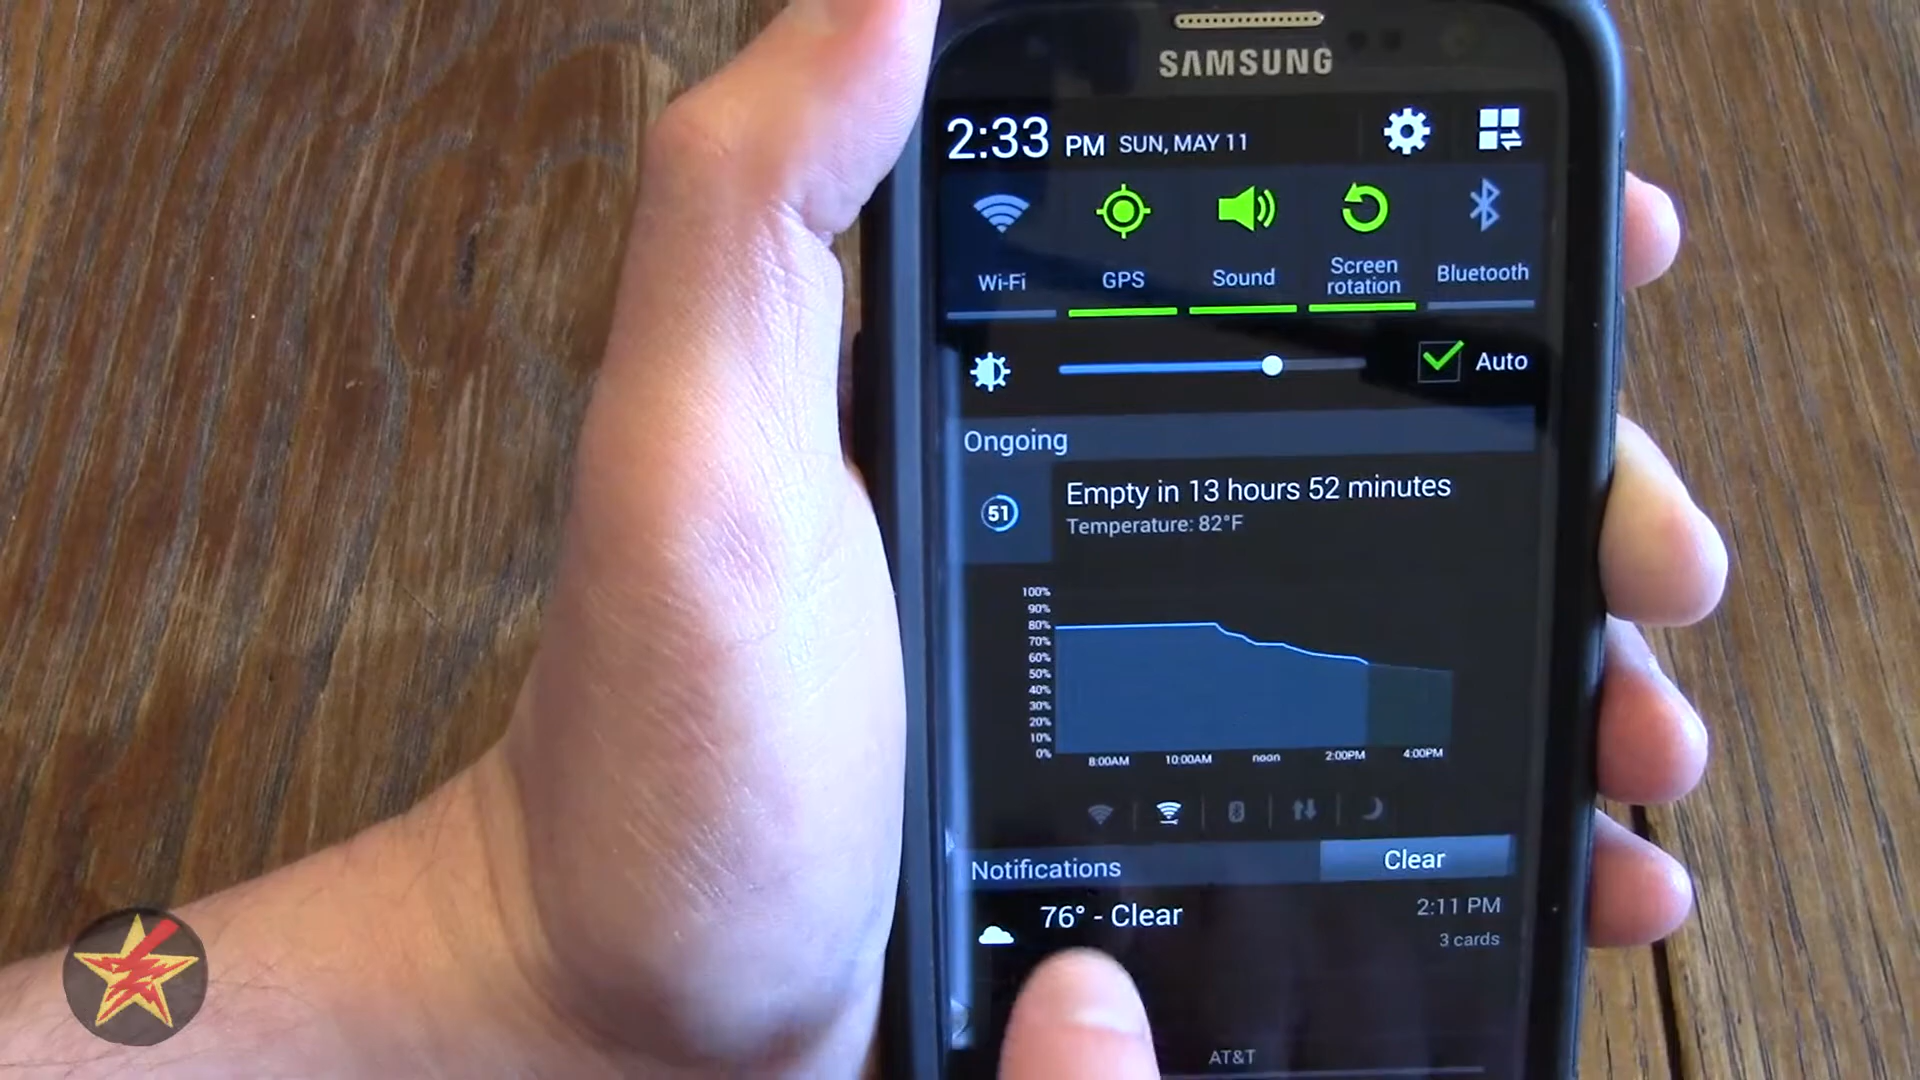 SAMSUNG
2:33 PM SUN, MAY 11
Wi-Fi GPS Sound Screen rotation Bluetooth
Auto
Ongoing
51 Empty in 13 hours 52 minutes
Temperature: 82°F
100%
90%
80%
70%
60%
50%
40%
30%
20%
10%
0%
8:00AM 10:00AM noon 2:00PM 4:00PM
Notifications Clear
76° - Clear 2:11 PM
3 cards
AT&T